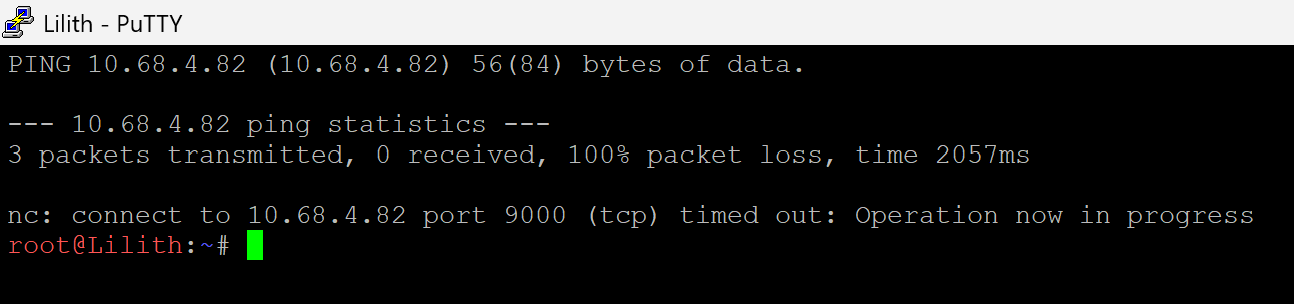 Lilith - PuTTY
PING 10.68.4.82 (10.68.4.82) 56(84) bytes of data.
--- 10.68.4.82 ping statistics ---
3 packets transmitted, 0 received, 100% packet loss, time 2057ms
nc: connect to 10.68.4.82 port 9000 (tcp) timed out: Operation now in progress
root@Lilith:~#